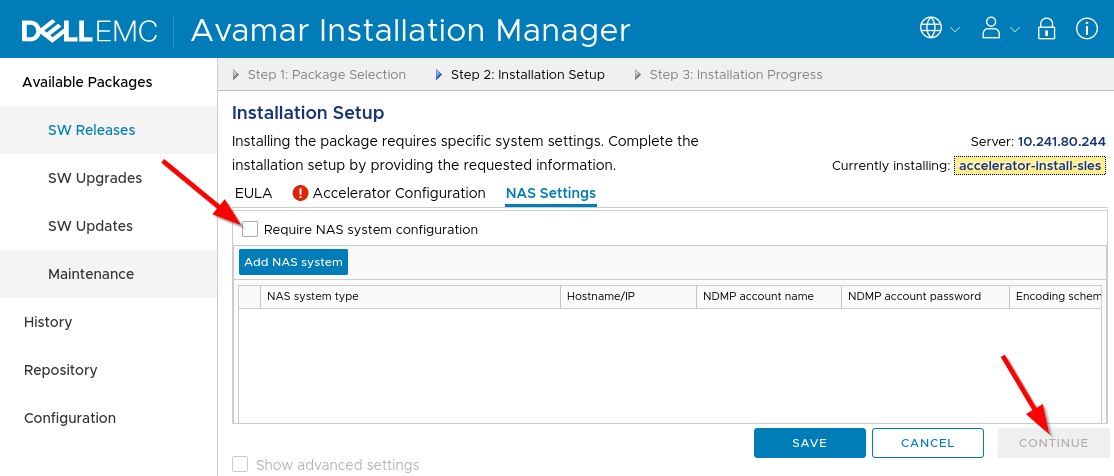 DELLEMC Avamar Installation Manager
Available Packages
SW Releases
SW Upgrades
SW Updates
Maintenance
History
Repository
Configuration
Step 1: Package Selection Step 2: Installation Setup Step 3: Installation Progress
Installation Setup
Installing the package requires specific system settings. Complete the
installation setup by providing the requested information.
Server: 10.241.80.244
Currently installing: accelerator-install-sles
EULA ! Accelerator Configuration NAS Settings
Require NAS system configuration
Add NAS system
NAS system type Hostname/IP NDMP account name NDMP account password Encoding schem
SAVE CANCEL CONTINUE
Show advanced settings